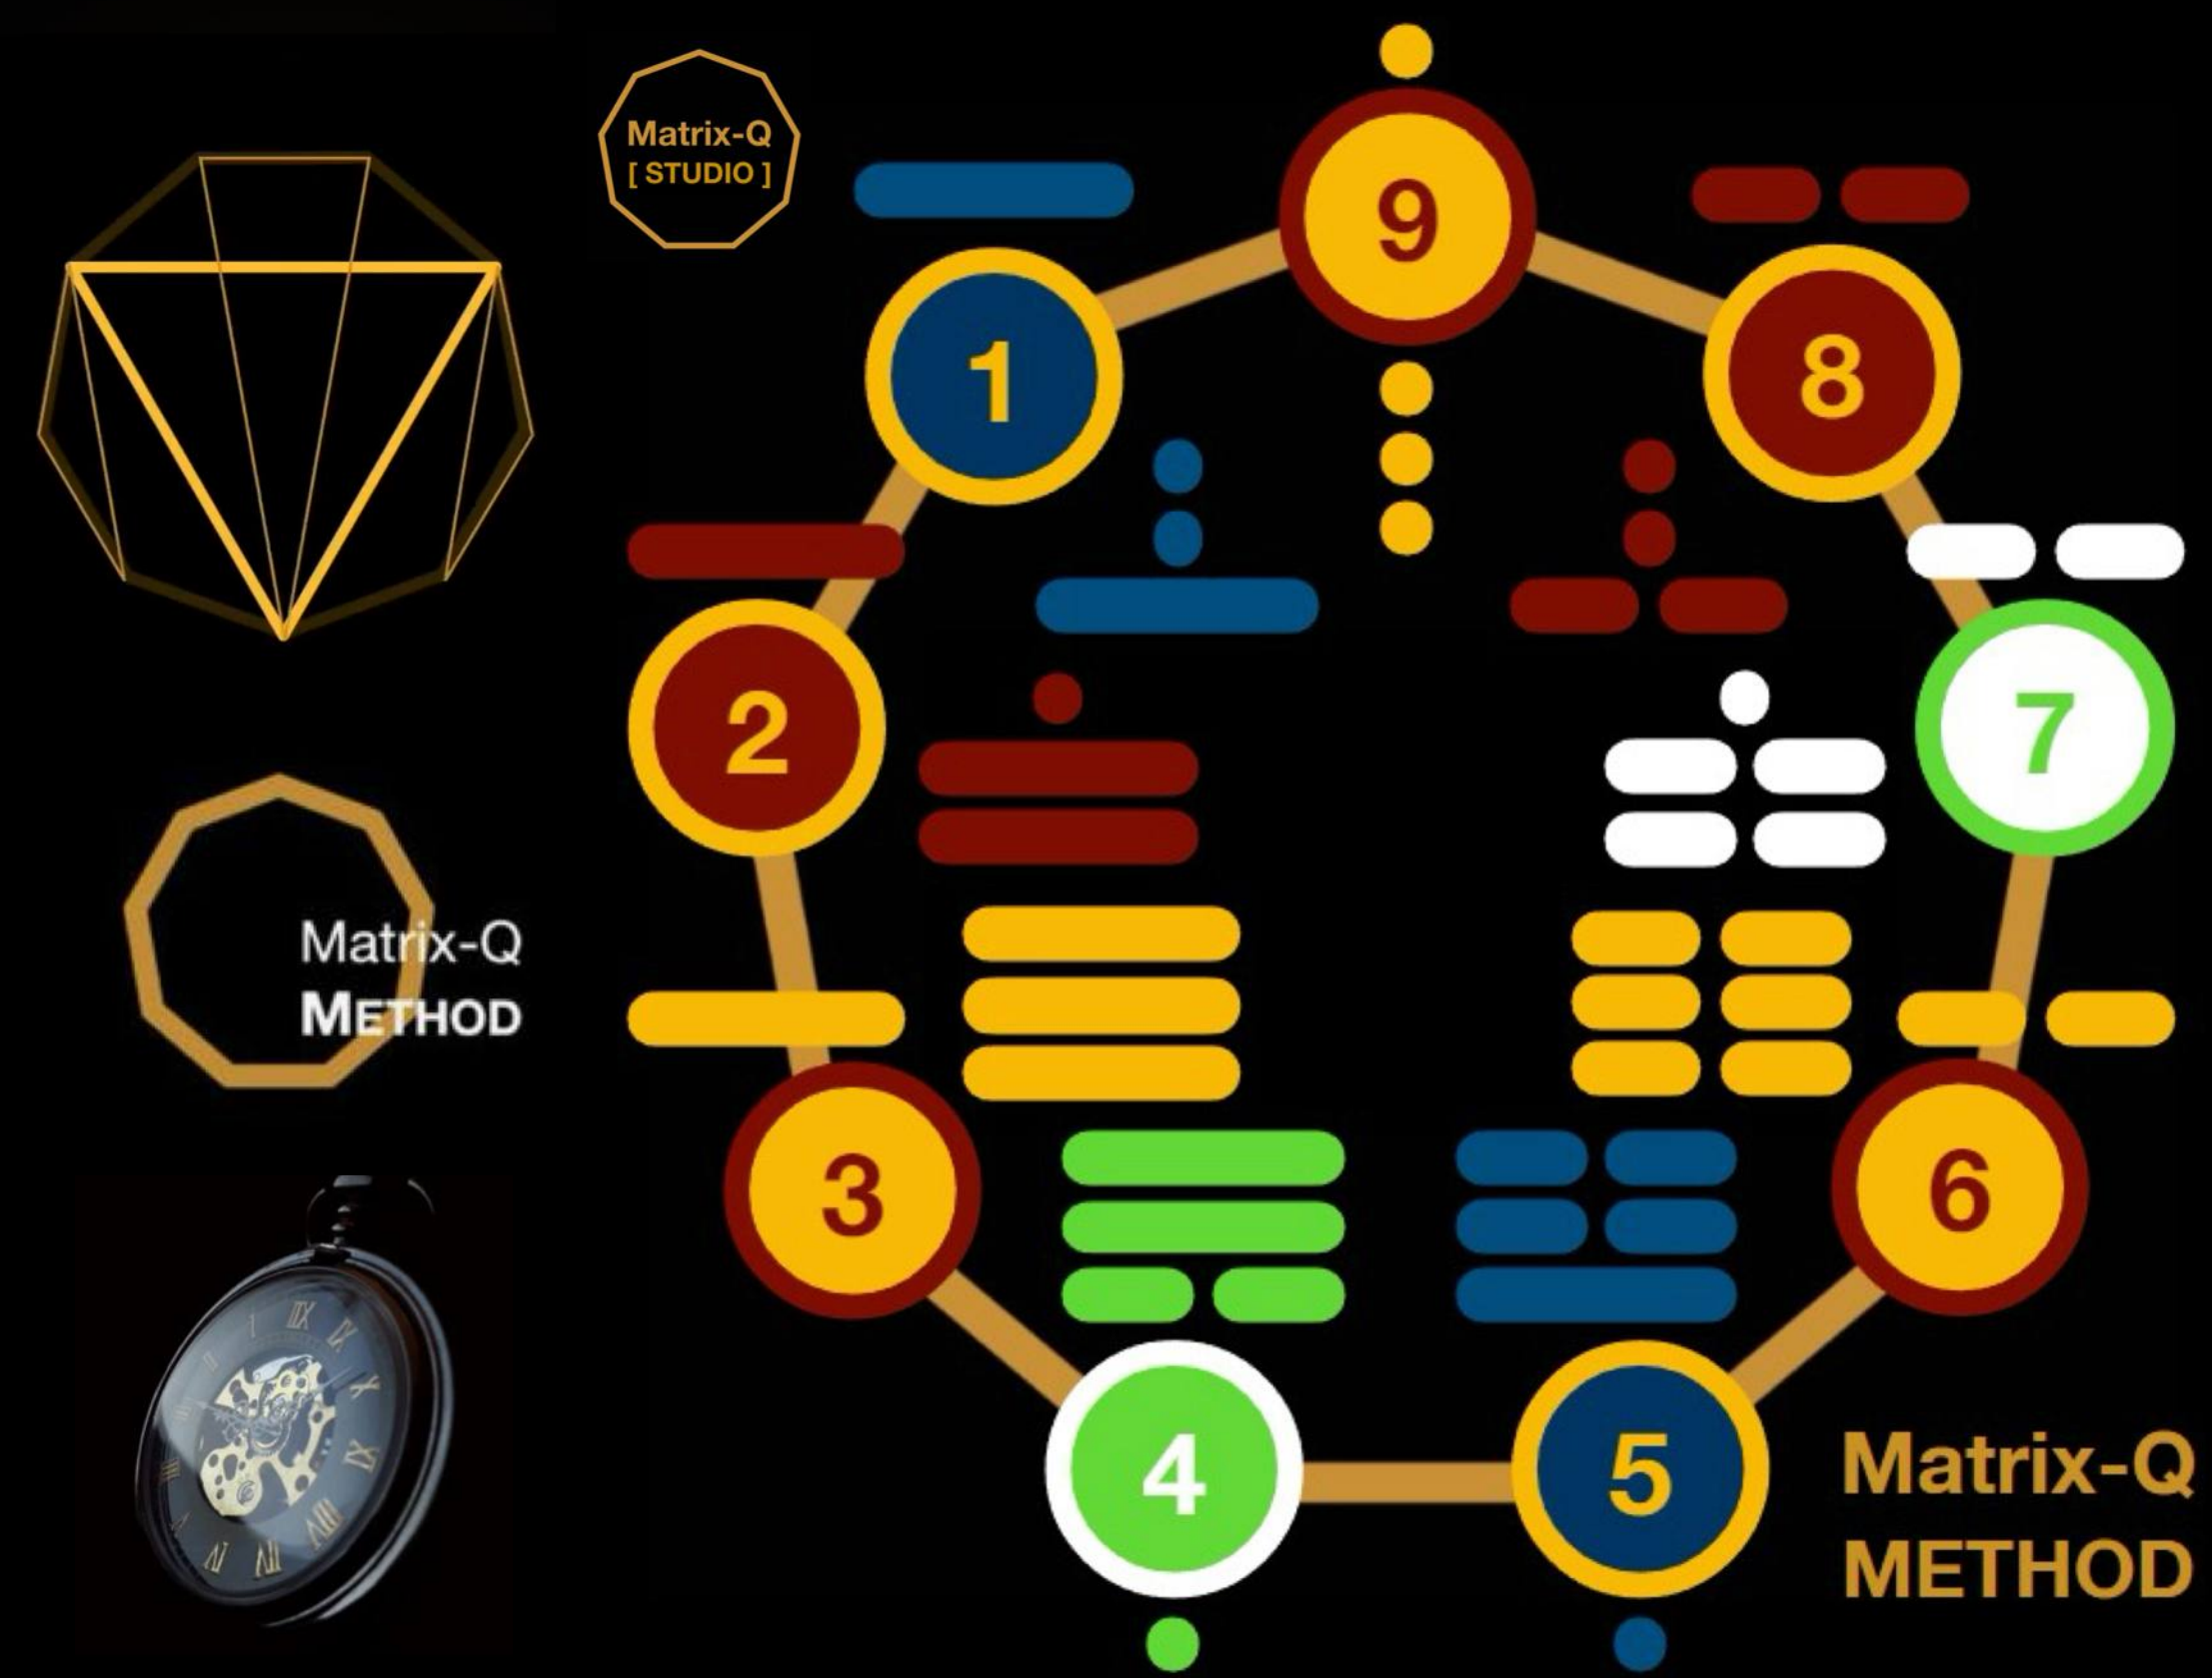 Matrix-Q
[ STUDIO ]
9
1
8
2
7
3
6
4
5
Matrix-Q
METHOD
Matrix-Q
METHOD